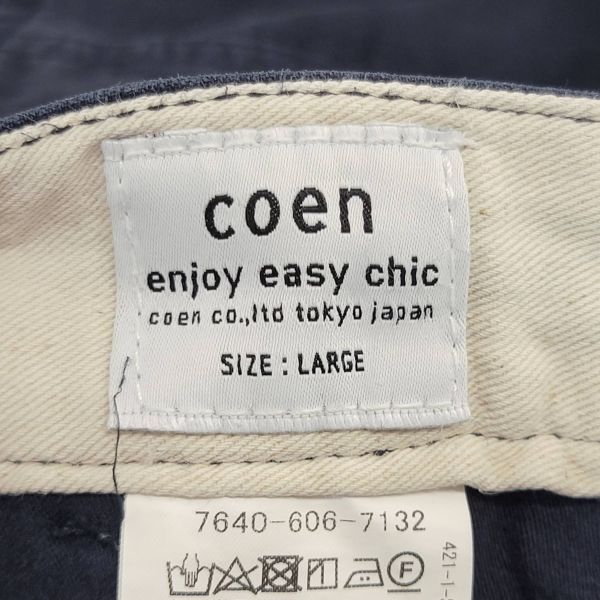 coen
enjoy easy chic
coen co.,ltd tokyo japan
SIZE : LARGE
7640-606-7132
F